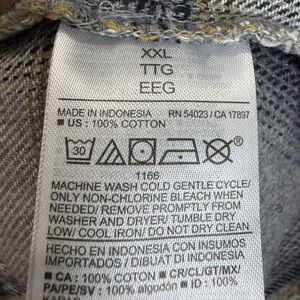 XXL
TTG
EEG
MADE IN INDONESIA RN 54023 / CA 17897
■ US : 100% COTTON
30
®
1166
MACHINE WASH COLD GENTLE CYCLE/
ONLY NON-CHLORINE BLEACH WHEN
NEEDED/ REMOVE PROMPTLY FROM
WASHER AND DRYER/ TUMBLE DRY
LOW/ COOL IRON/ DO NOT DRY CLEAN
HECHO EN INDONESIA CON INSUMOS
IMPORTADOS / DIBUAT DI INDONESIA
■ CA : 100% COTTON ■ CR/CL/GT/MX/
PA/PE/SV : 100% algodón ■ ID : 100%